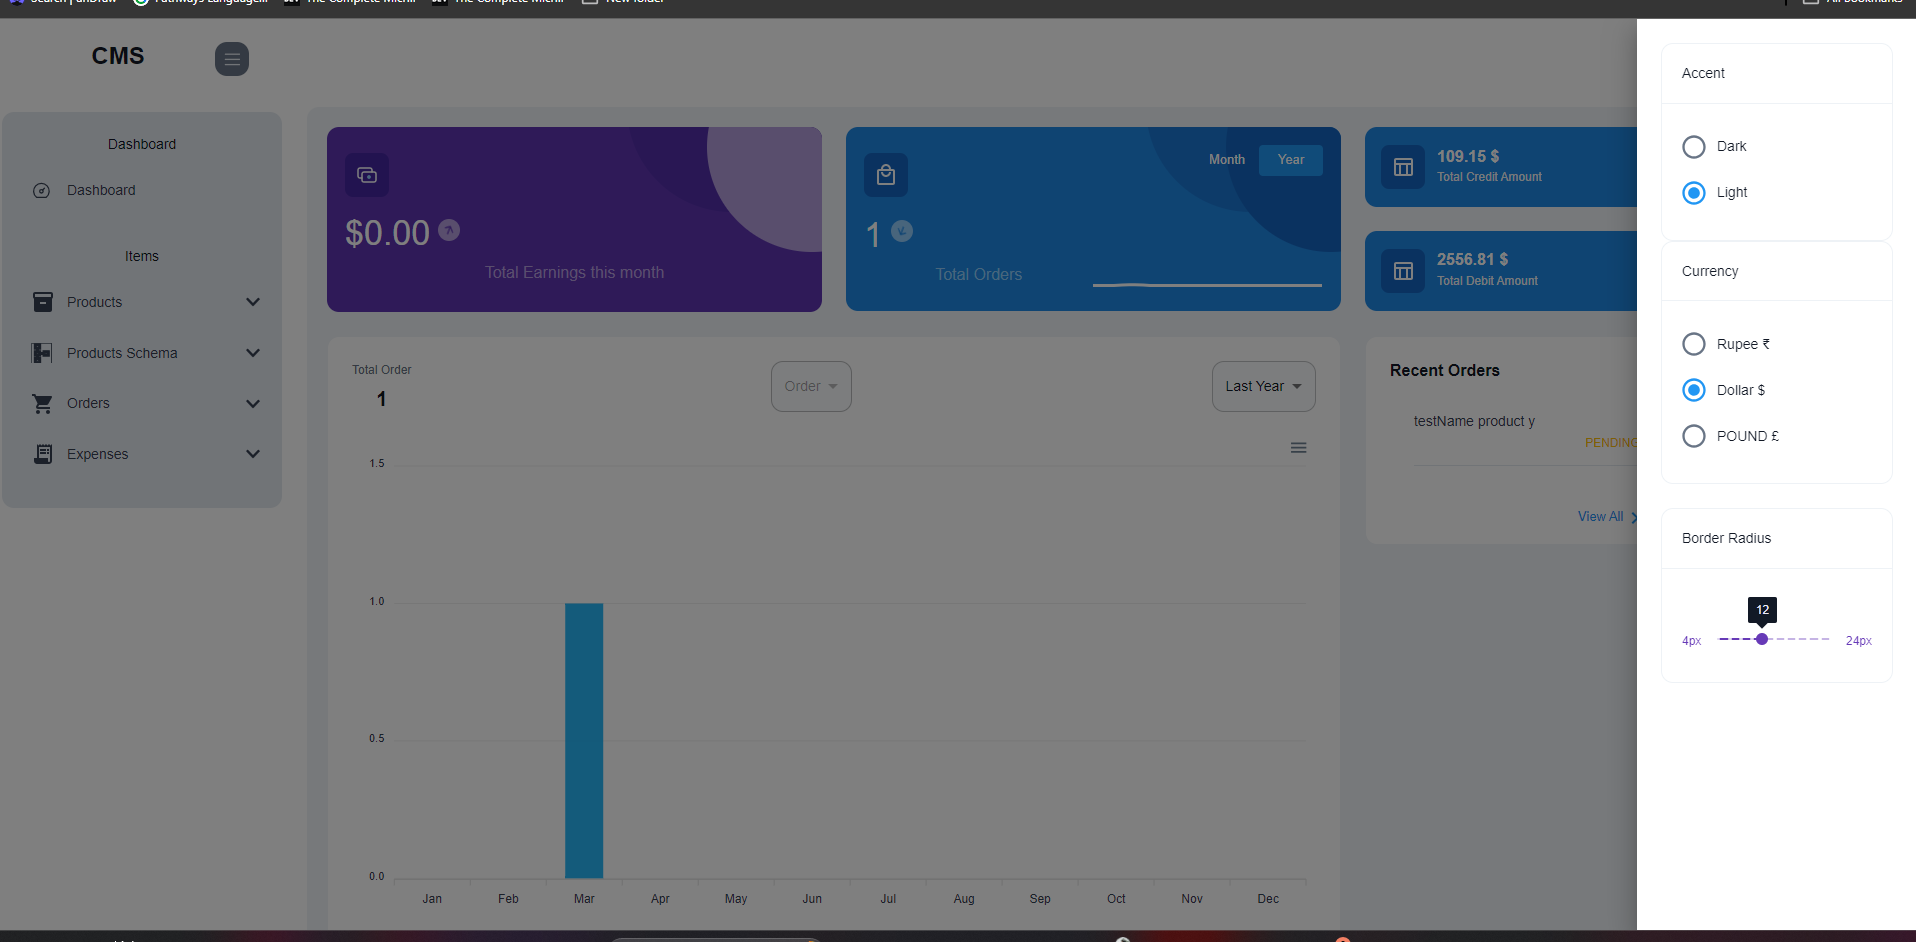 New folder
CMS
Dashboard
Dashboard
Items
Products
Products Schema
Orders
Expenses
$0.00
Total Earnings this month
Month
Year
1
Total Orders
109.15 $
Total Credit Amount
2556.81 $
Total Debit Amount
Total Order
1
Order
Last Year
1.5
1.0
0.5
0.0
Jan Feb Mar Apr May Jun Jul Aug Sep Oct Nov Dec
Recent Orders
testName product y
PENDING
View All
Accent
Dark
Light
Currency
Rupee ₹
Dollar $
POUND £
Border Radius
12
4px
24px